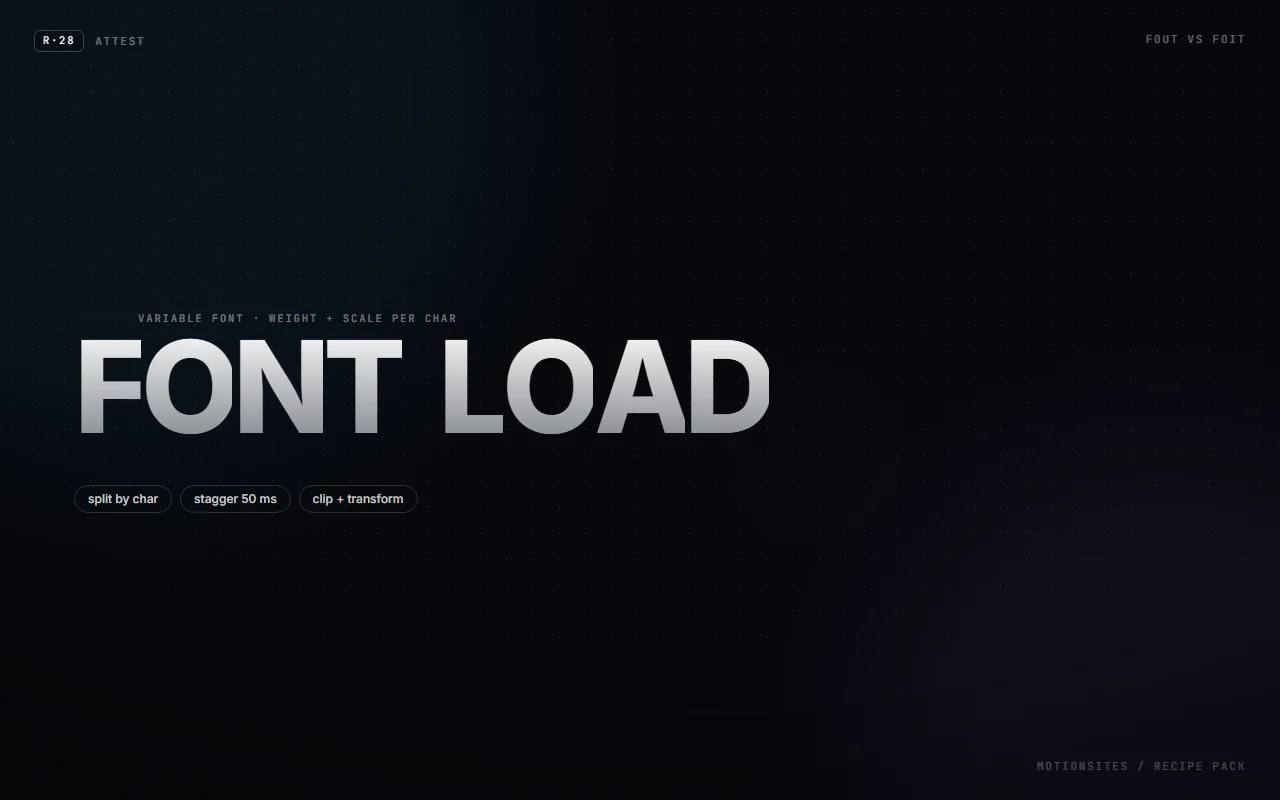 R·28 ATTEST
FOUT VS FOIT
VARIABLE FONT · WEIGHT + SCALE PER CHAR
FONT LOAD
split by char
stagger 50 ms
clip + transform
MOTIONSITES / RECIPE PACK